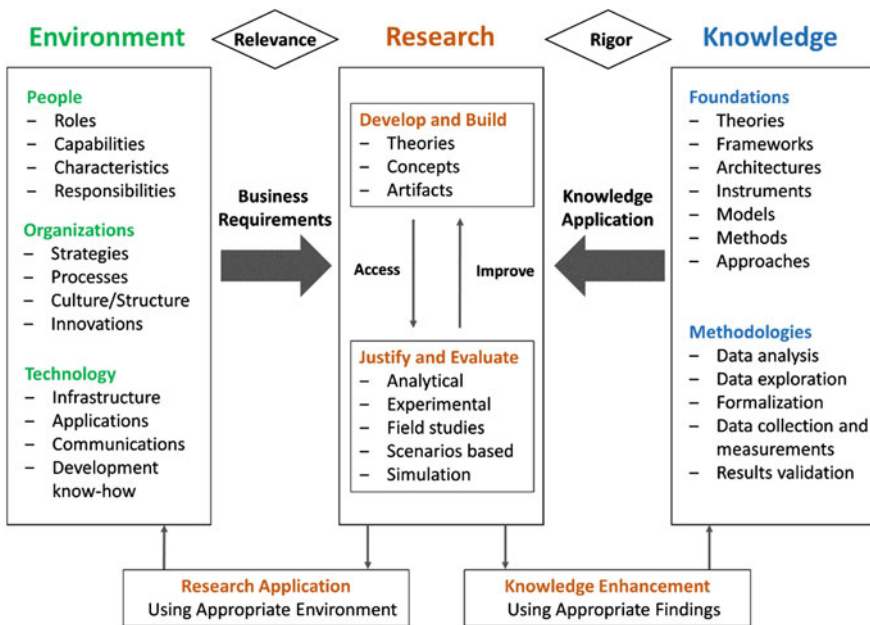 Environment
Relevance
Research
Rigor
Knowledge
People
– Roles
– Capabilities
– Characteristics
– Responsibilities
Organizations
– Strategies
– Processes
– Culture/Structure
– Innovations
Technology
– Infrastructure
– Applications
– Communications
– Development
know-how
Business
Requirements
Develop and Build
– Theories
– Concepts
– Artifacts
Access
Improve
Justify and Evaluate
– Analytical
– Experimental
– Field studies
– Scenarios based
– Simulation
Knowledge
Application
Foundations
– Theories
– Frameworks
– Architectures
– Instruments
– Models
– Methods
– Approaches
Methodologies
– Data analysis
– Data exploration
– Formalization
– Data collection and
measurements
– Results validation
Research Application
Using Appropriate Environment
Knowledge Enhancement
Using Appropriate Findings